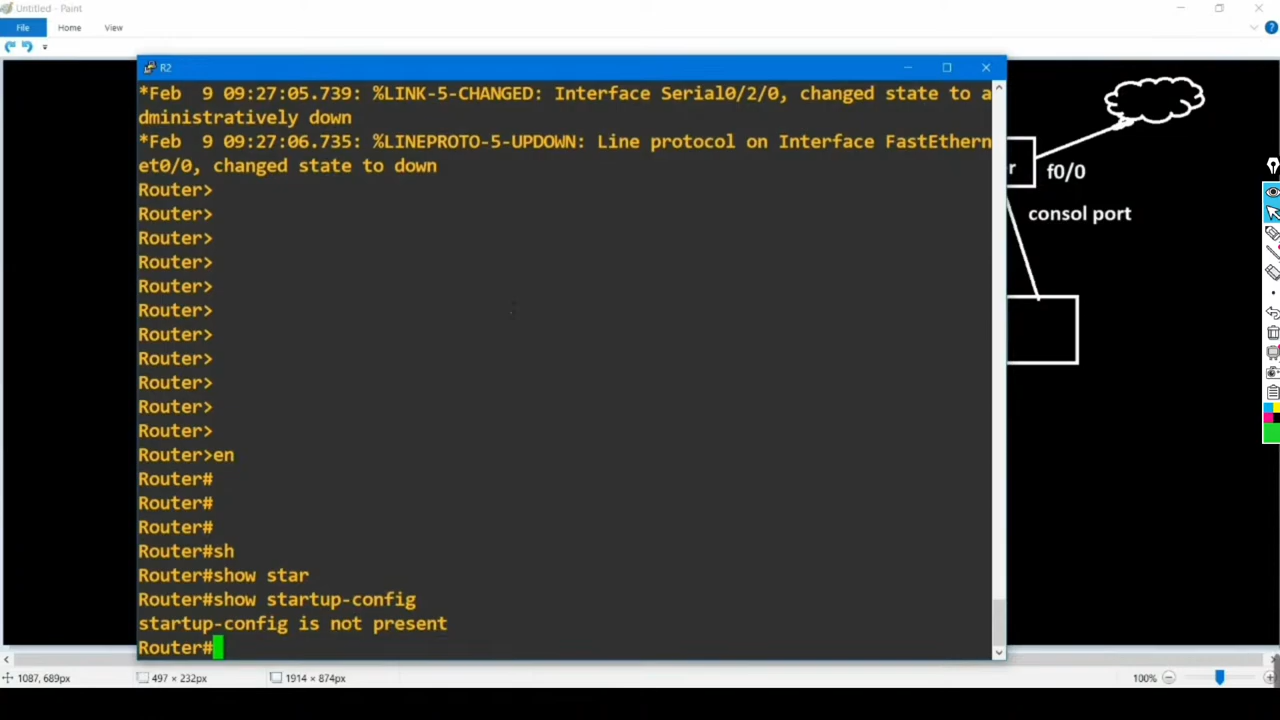 Untitled - Paint
File
Home
View
R2
*Feb  9 09:27:05.739: %LINK-5-CHANGED: Interface Serial0/2/0, changed state to a
dministratively down
*Feb  9 09:27:06.735: %LINEPROTO-5-UPDOWN: Line protocol on Interface FastEthern
et0/0, changed state to down
Router>
Router>
Router>
Router>
Router>
Router>
Router>
Router>
Router>
Router>
Router>
Router>en
Router#
Router#
Router#
Router#sh
Router#show star
Router#show startup-config
startup-config is not present
Router#
r
f0/0
consol port
1087, 689px
497 × 232px
1914 × 874px
100%